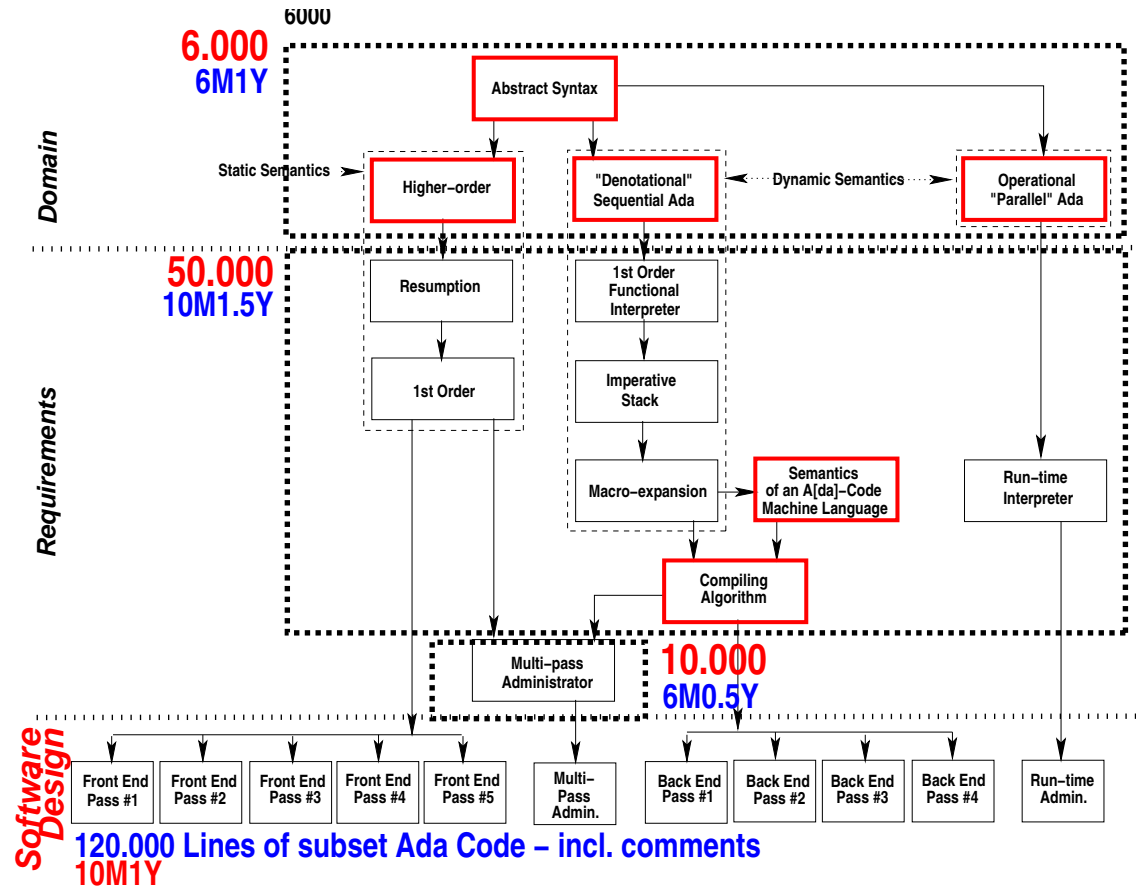 6000
6.000
6M1Y
Abstract Syntax
Domain
Static Semantics
Higher-order
"Denotational"
Sequential Ada
Dynamic Semantics
Operational
"Parallel" Ada
50.000
10M1.5Y
Resumption
1st Order
Functional
Interpreter
1st Order
Imperative
Stack
Requirements
Macro-expansion
Semantics
of an A[da]-Code
Machine Language
Run-time
Interpreter
Compiling
Algorithm
Multi-pass
Administrator
10.000
6M0.5Y
Software
Design
Front End
Pass #1
Front End
Pass #2
Front End
Pass #3
Front End
Pass #4
Front End
Pass #5
Multi-
Pass
Admin.
Back End
Pass #1
Back End
Pass #2
Back End
Pass #3
Back End
Pass #4
Run-time
Admin.
120.000 Lines of subset Ada Code - incl. comments
10M1Y